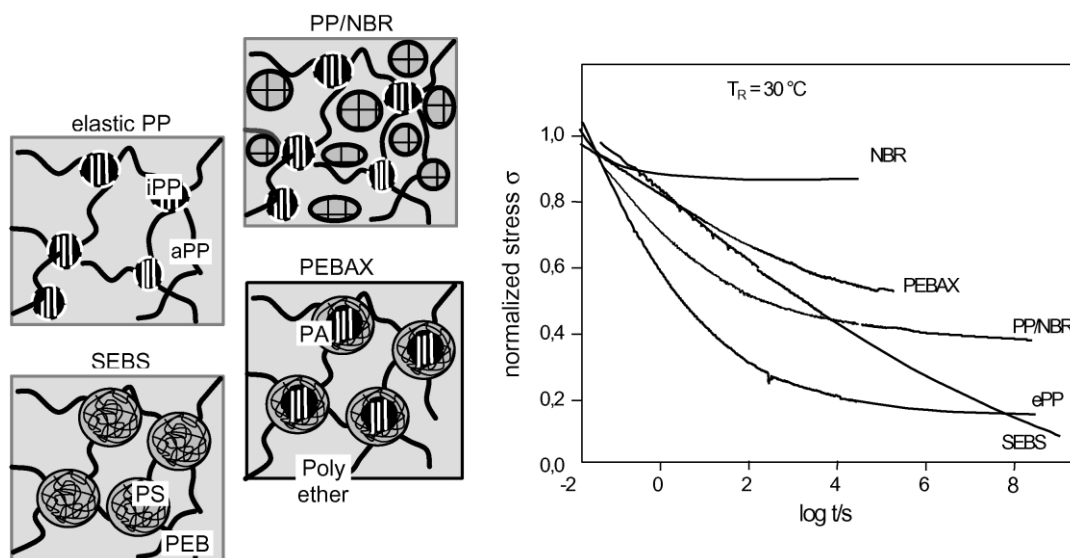 PP/NBR
elastic PP
iPP
aPP
PEBAX
PA
Poly
ether
SEBS
PS
PEB
T_R = 30 °C
normalized stress σ
1,0
0,8
0,6
0,4
0,2
0,0
NBR
PEBAX
PP/NBR
ePP
SEBS
-2
0
2
4
6
8
log t/s